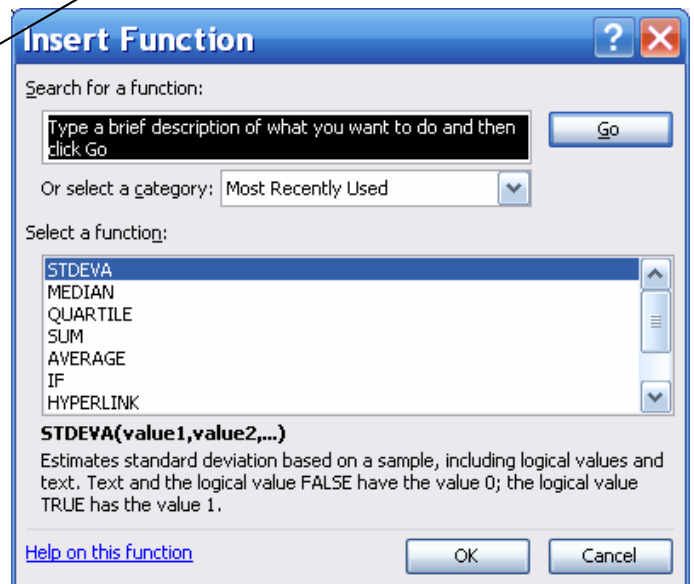 Insert Function
Search for a function:
Type a brief description of what you want to do and then
click Go
Go
Or select a category: Most Recently Used
Select a function:
STDEVA
MEDIAN
QUARTILE
SUM
AVERAGE
IF
HYPERLINK
STDEVA(value1,value2,...)
Estimates standard deviation based on a sample, including logical values and
text. Text and the logical value FALSE have the value 0; the logical value
TRUE has the value 1.
Help on this function
OK
Cancel